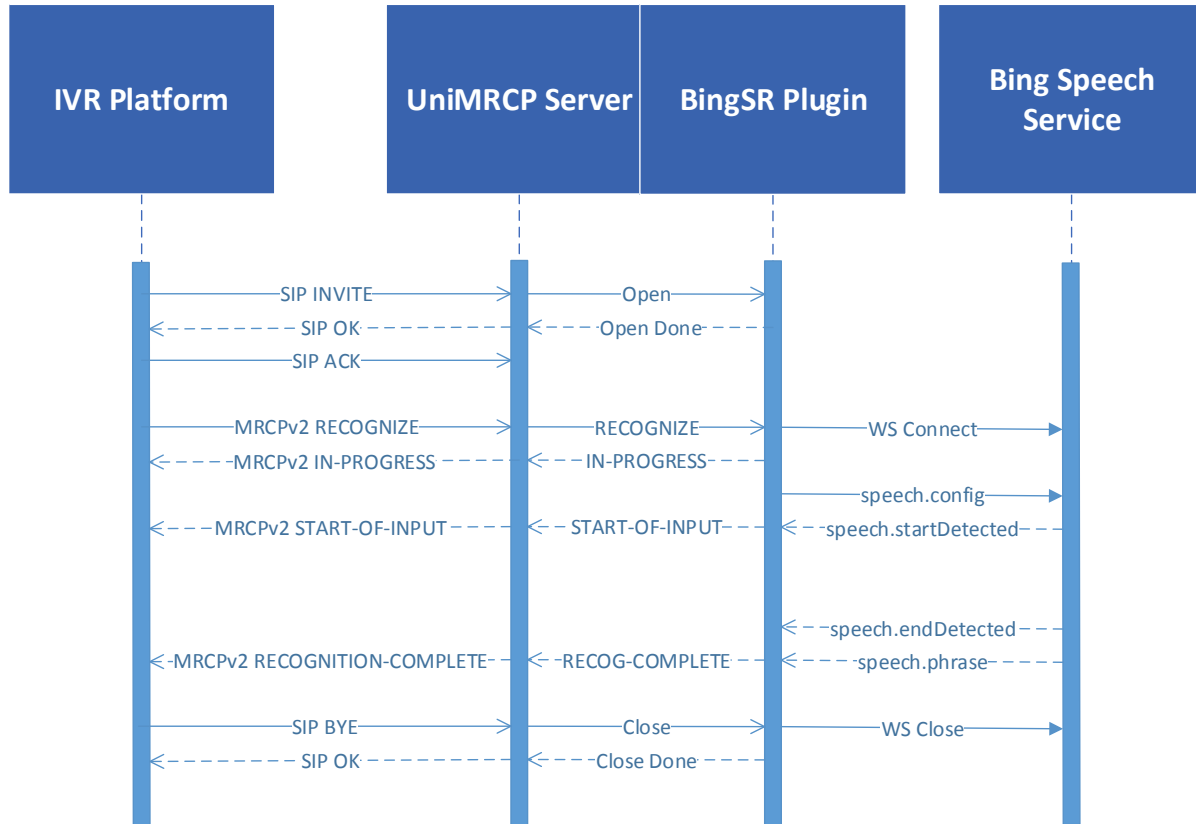 IVR Platform
UniMRCP Server
BingSR Plugin
Bing Speech
Service
SIP INVITE
Open
SIP OK
Open Done
SIP ACK
MRCPv2 RECOGNIZE
RECOGNIZE
WS Connect
MRCPv2 IN-PROGRESS
IN-PROGRESS
speech.config
MRCPv2 START-OF-INPUT
START-OF-INPUT
speech.startDetected
speech.endDetected
MRCPv2 RECOGNITION-COMPLETE
RECOG-COMPLETE
speech.phrase
SIP BYE
Close
WS Close
SIP OK
Close Done